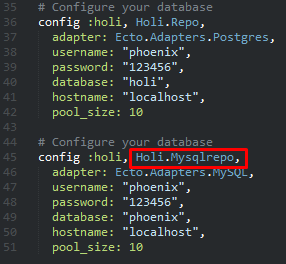 35 # Configure your database
36 config :holi, Holi.Repo,
37 adapter: Ecto.Adapters.Postgres,
38 username: "phoenix",
39 password: "123456",
40 database: "holi",
41 hostname: "localhost",
42 pool_size: 10
43
44 # Configure your database
45 config :holi, Holi.Mysqlrepo,
46 adapter: Ecto.Adapters.MySQL,
47 username: "phoenix",
48 password: "123456",
49 database: "phoenix",
50 hostname: "localhost",
51 pool_size: 10